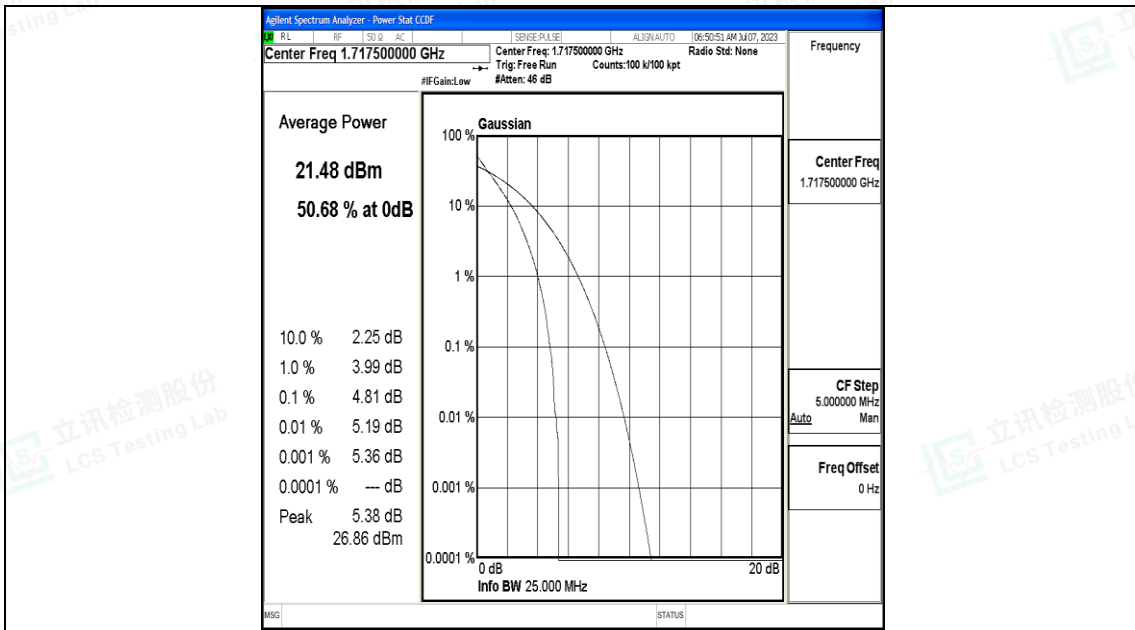 Agilent Spectrum Analyzer - Power Stat CCDF
RL RF 50 Ω AC SENSE:PULSE ALIGN AUTO 06:50:51 AM Jul 07, 2023
Center Freq 1.717500000 GHz
Center Freq: 1.717500000 GHz Radio Std: None
Trig: Free Run Counts:100 k/100 kpt
#IFGain:Low #Atten: 46 dB
Average Power
21.48 dBm
50.68 % at 0dB
10.0 % 2.25 dB
1.0 % 3.99 dB
0.1 % 4.81 dB
0.01 % 5.19 dB
0.001 % 5.36 dB
0.0001 % --- dB
Peak 5.38 dB
26.86 dBm
Gaussian
100 %
10 %
1 %
0.1 %
0.01 %
0.001 %
0.0001 %
0 dB 20 dB
Info BW 25.000 MHz
Frequency
Center Freq
1.717500000 GHz
CF Step
5.000000 MHz
Auto Man
Freq Offset
0 Hz
MSG STATUS
立讯检测股份
LCS Testing Lab
立讯检测股份
LCS Testing L